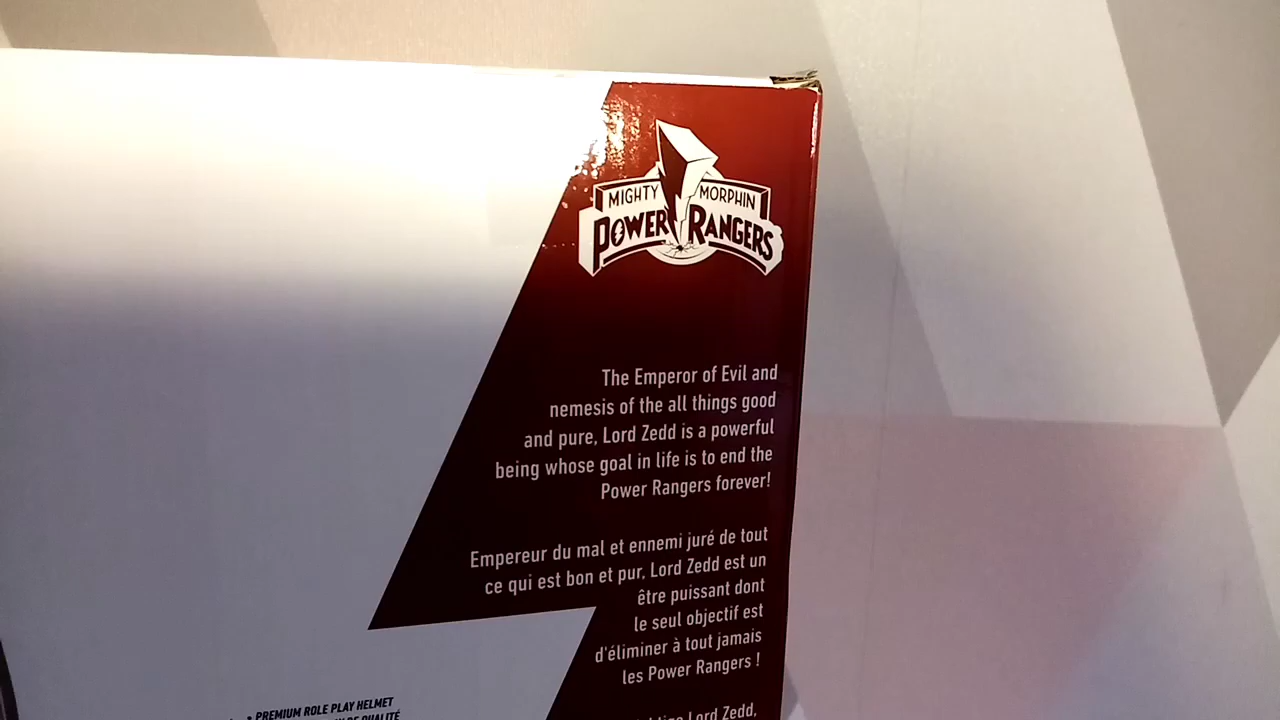 MIGHTY MORPHIN
POWER RANGERS
The Emperor of Evil and
nemesis of the all things good
and pure, Lord Zedd is a powerful
being whose goal in life is to end the
Power Rangers forever!
Empereur du mal et ennemi juré de tout
ce qui est bon et pur, Lord Zedd est un
être puissant dont
le seul objectif est
d'éliminer à tout jamais
les Power Rangers !
Lord Zedd,
PREMIUM ROLE PLAY HELMET
DE QUALITÉ